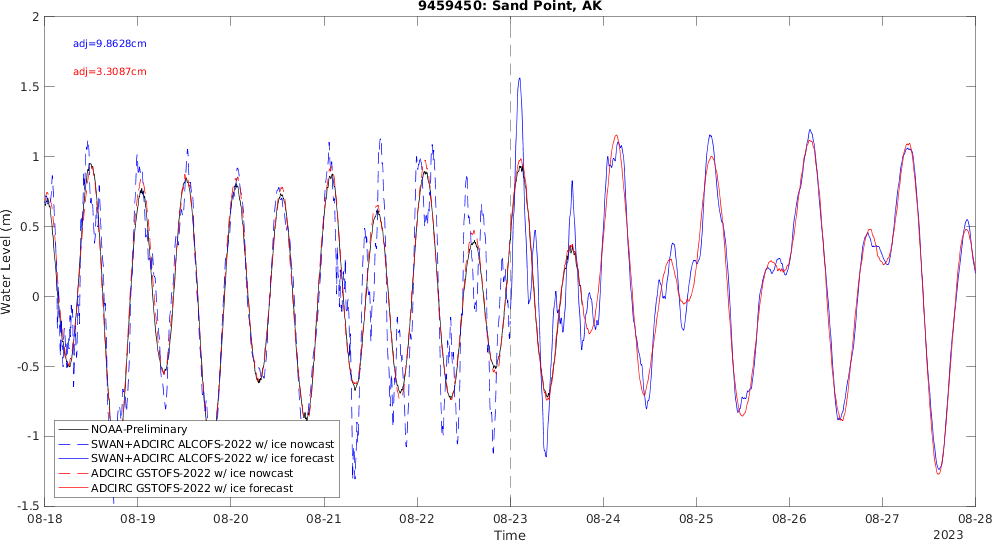 9459450: Sand Point, AK
adj=9.8628cm
adj=3.3087cm
Water Level (m)
2
1.5
1
0.5
0
-0.5
-1
-1.5
NOAA-Preliminary
SWAN+ADCIRC ALCOFS-2022 w/ ice nowcast
SWAN+ADCIRC ALCOFS-2022 w/ ice forecast
ADCIRC GSTOFS-2022 w/ ice nowcast
ADCIRC GSTOFS-2022 w/ ice forecast
08-18 08-19 08-20 08-21 08-22 08-23 08-24 08-25 08-26 08-27 08-28
Time
2023